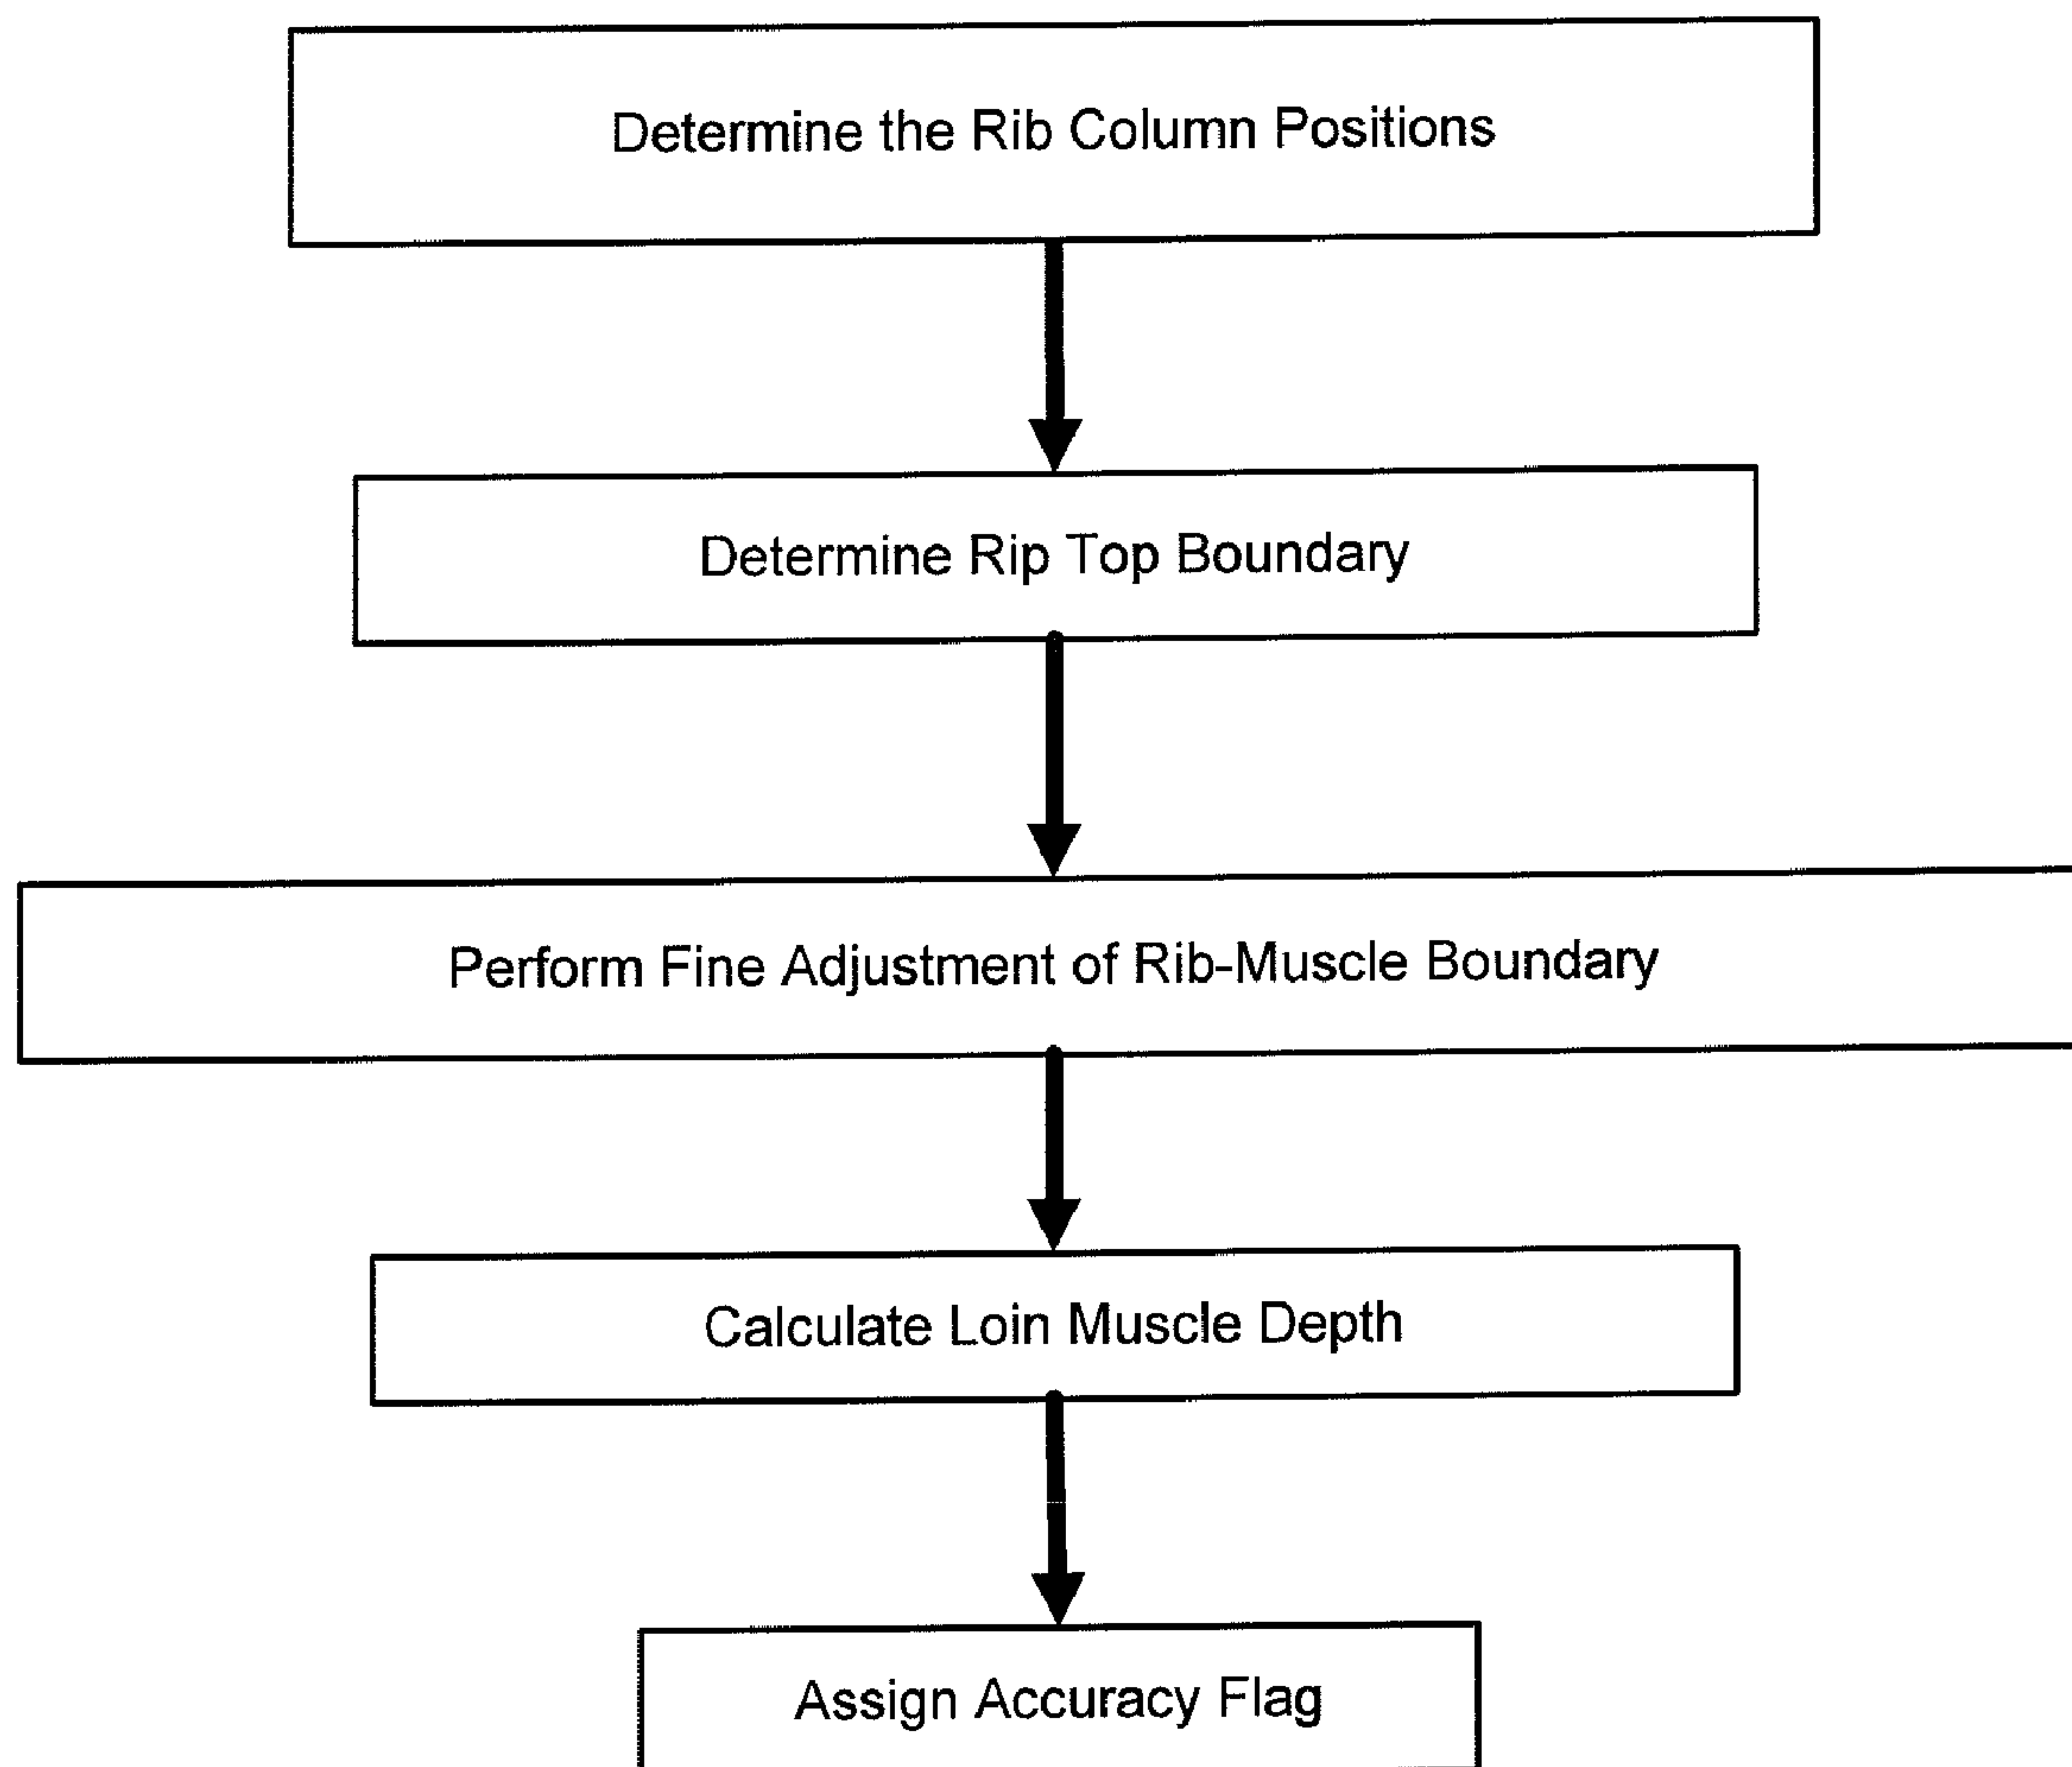 Determine the Rib Column Positions
Determine Rip Top Boundary
Perform Fine Adjustment of Rib-Muscle Boundary
Calculate Loin Muscle Depth
Assign Accuracy Flag